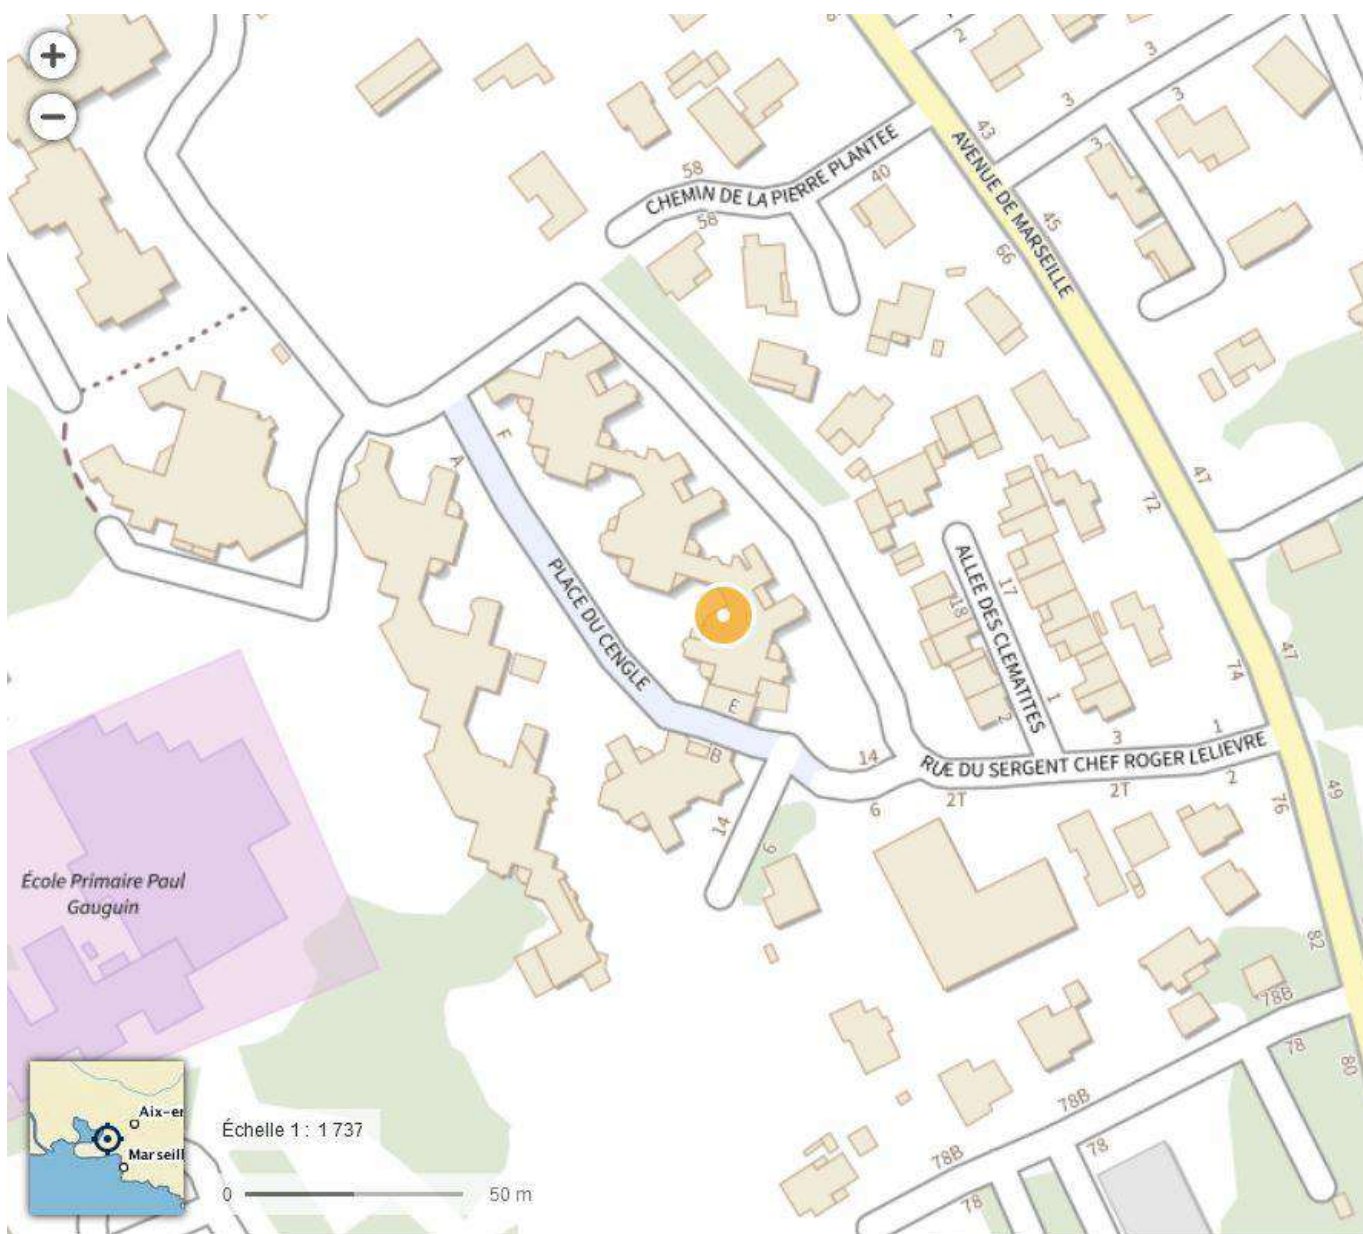 +
−
2
3
3
3
3
43
AVENUE DE MARSEILLE
58
CHEMIN DE LA PIERRE PLANTEE
40
58
45
66
F
A
47
72
PLACE DU CENGLE
ALLEE DES CLEMATITES
17
18
47
74
E
B
2
1
3
1
14
RUE DU SERGENT CHEF ROGER LELIEVRE
6
2T
2T
2
76
49
14
6
École Primaire Paul
Gauguin
82
78B
78
80
78B
78B
78
78
Aix-en
Marseill
Échelle 1 : 1 737
0
50 m